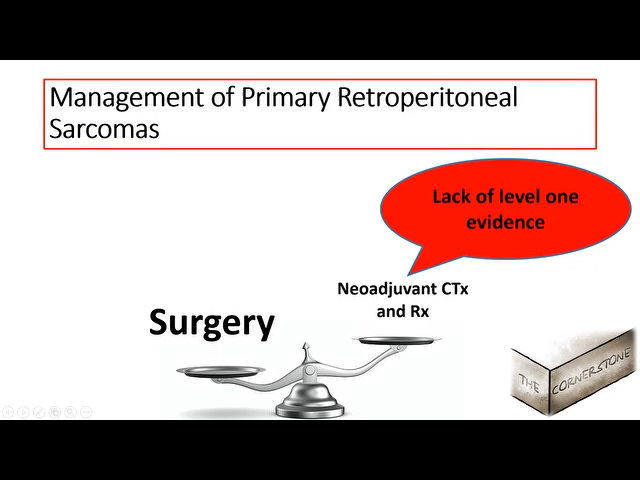 Management of Primary Retroperitoneal
Sarcomas
Lack of level one
evidence
Neoadjuvant CTx
and Rx
Surgery
THE CORNERSTONE